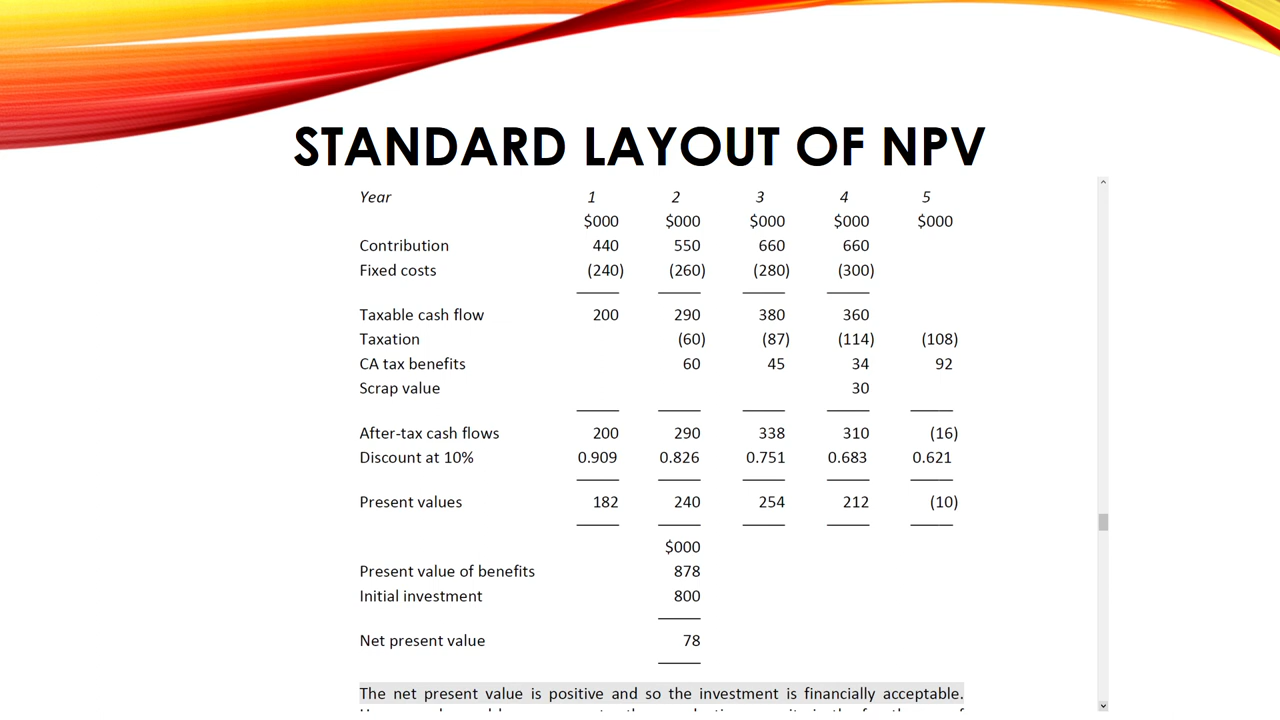 STANDARD LAYOUT OF NPV
Year 1 2 3 4 5
$000 $000 $000 $000 $000
Contribution 440 550 660 660
Fixed costs (240) (260) (280) (300)
Taxable cash flow 200 290 380 360
Taxation (60) (87) (114) (108)
CA tax benefits 60 45 34 92
Scrap value 30
After-tax cash flows 200 290 338 310 (16)
Discount at 10% 0.909 0.826 0.751 0.683 0.621
Present values 182 240 254 212 (10)
$000
Present value of benefits 878
Initial investment 800
Net present value 78
The net present value is positive and so the investment is financially acceptable.